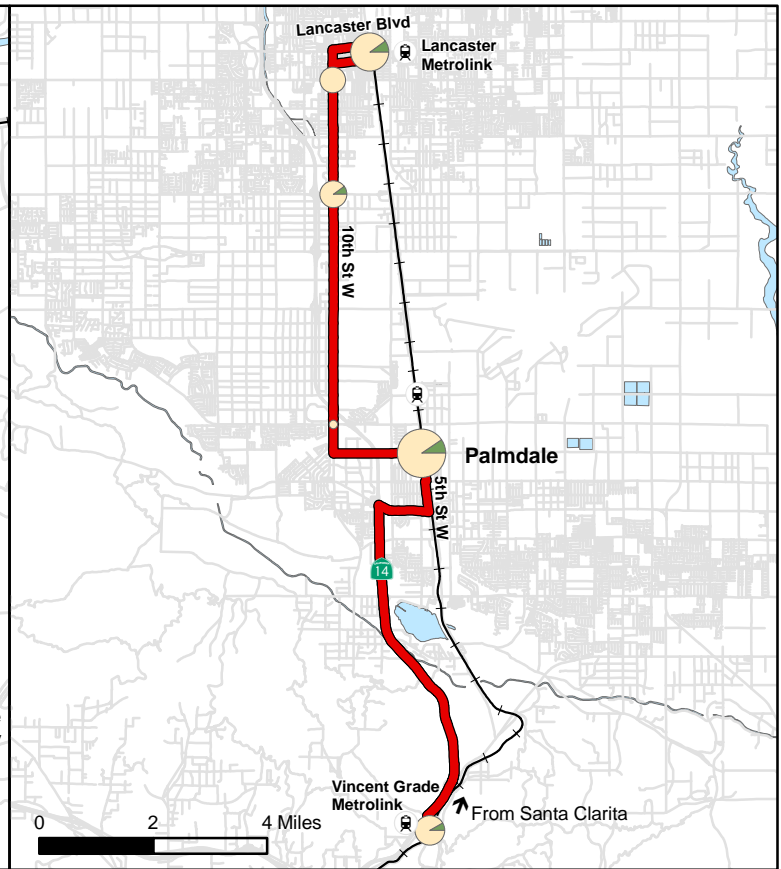 Lancaster Blvd
Lancaster
Metrolink
10th St W
Palmdale
5th St W
14
Vincent Grade
Metrolink
From Santa Clarita
0 2 4 Miles